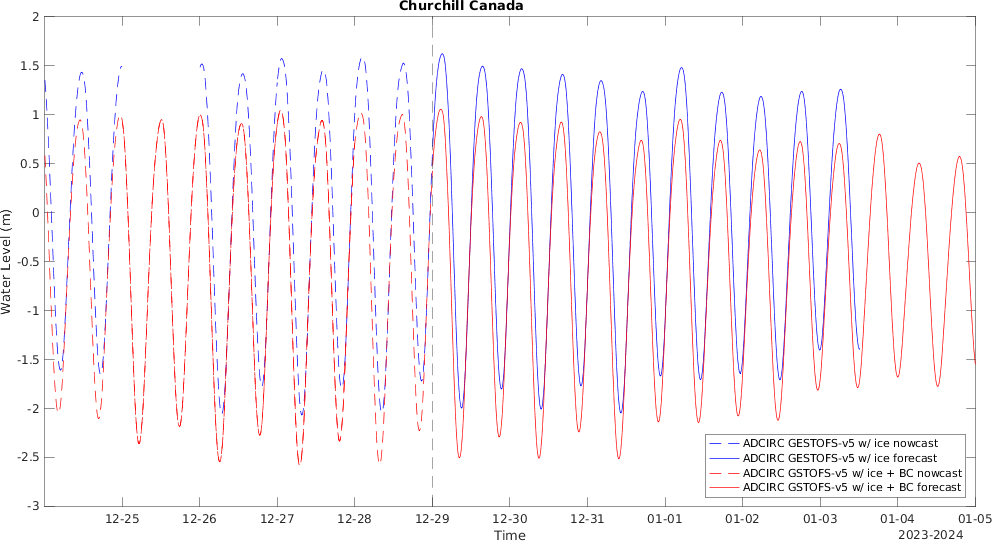 Churchill Canada
2
1.5
1
0.5
0
-0.5
-1
-1.5
-2
-2.5
-3
Water Level (m)
ADCIRC GESTOFS-v5 w/ ice nowcast
ADCIRC GESTOFS-v5 w/ ice forecast
ADCIRC GSTOFS-v5 w/ ice + BC nowcast
ADCIRC GSTOFS-v5 w/ ice + BC forecast
12-25 12-26 12-27 12-28 12-29 12-30 12-31 01-01 01-02 01-03 01-04 01-05
Time
2023-2024